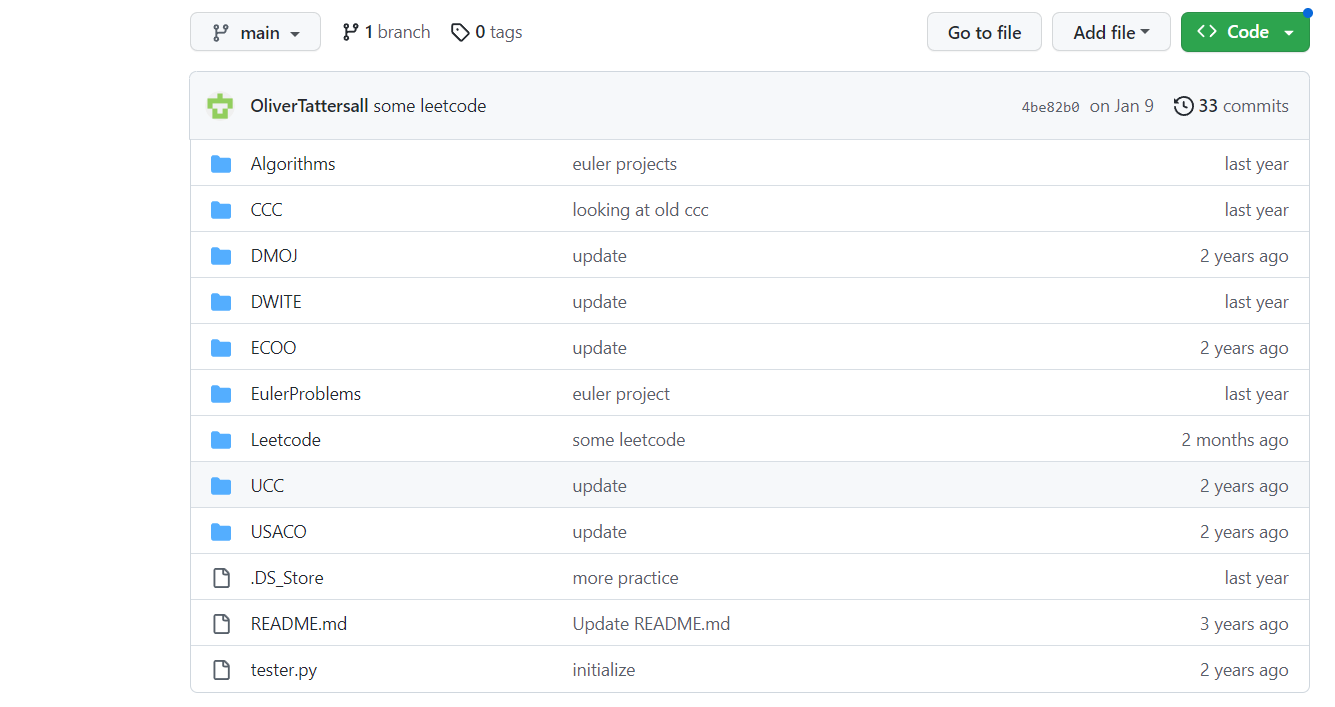 main 1 branch 0 tags Go to file Add file <> Code
OliverTattersall some leetcode 4be82b0 on Jan 9 33 commits
Algorithms euler projects last year
CCC looking at old ccc last year
DMOJ update 2 years ago
DWITE update last year
ECOO update 2 years ago
EulerProblems euler project last year
Leetcode some leetcode 2 months ago
UCC update 2 years ago
USACO update 2 years ago
.DS_Store more practice last year
README.md Update README.md 3 years ago
tester.py initialize 2 years ago